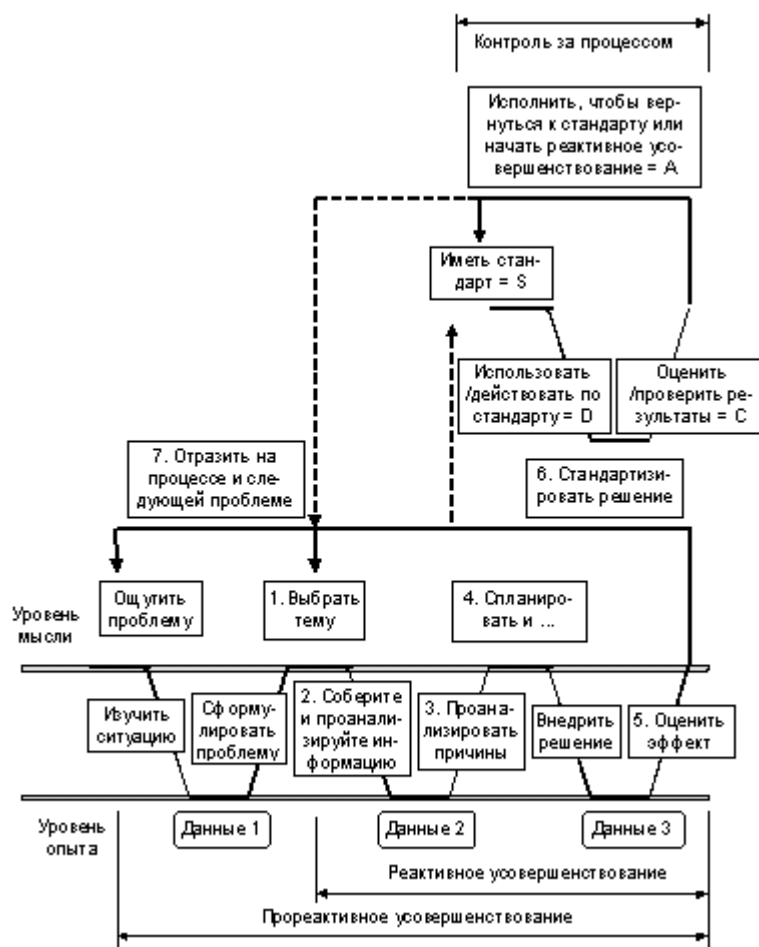 Контроль за процессом
Исполнить, чтобы вер-
нуться к стандарту или
начать реактивное усо-
вершенствование = А
Иметь стан-
дарт = S
Использовать
/действовать по
стандарту = D
Оценить
/проверить ре-
зультаты = C
7. Отразить на
процессе и сле-
дующей проблеме
6. Стандартизи-
ровать решение
Уровень
мысли
Ощутить
проблему
1. Выбрать
тему
4. Спланиро-
вать и ...
Изучить
ситуацию
Сформу-
лировать
проблему
2. Соберите
и проанали-
зируйте ин-
формацию
3. Проана-
лизировать
причины
Внедрить
решение
5. Оценить
эффект
Уровень
опыта
Данные 1
Данные 2
Данные 3
Реактивное усовершенствование
Прореактивное усовершенствование